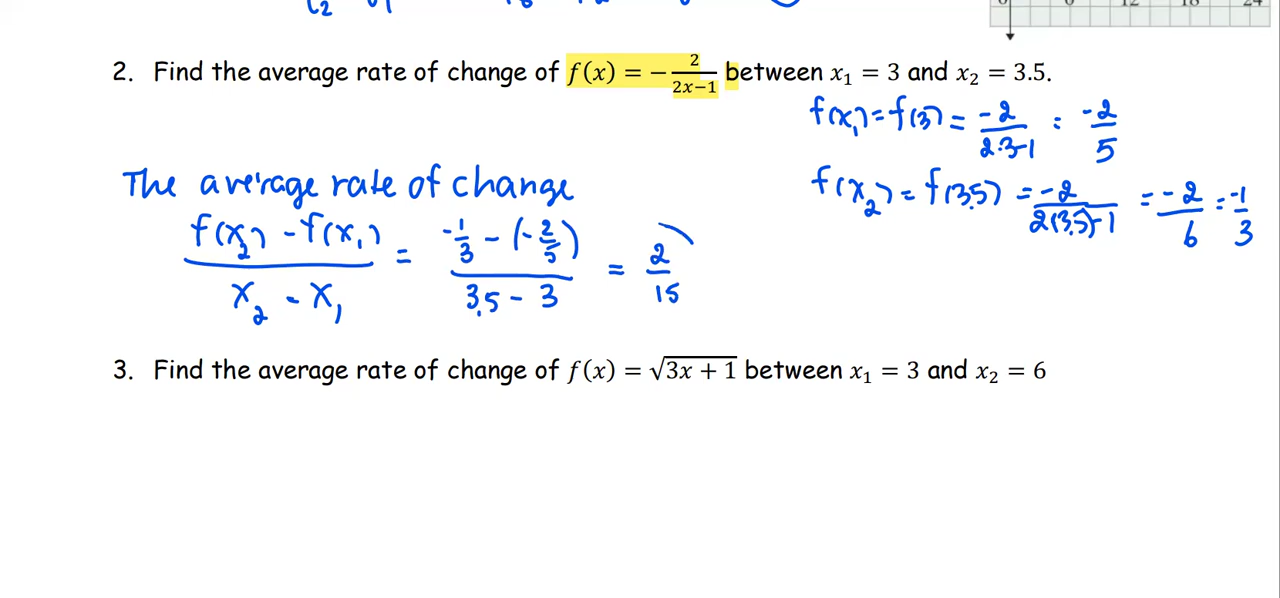 2. Find the average rate of change of f(x) = −2/(2x−1) between x₁ = 3 and x₂ = 3.5.
f(x₁) = f(3) = -2/(2·3-1) = -2/5
f(x₂) = f(3.5) = -2/(2(3.5)-1) = -2/6 = -1/3
The average rate of change
(f(x₂) - f(x₁))/(x₂ - x₁) = (-1/3 - (-2/5))/(3.5 - 3) = 2/15
3. Find the average rate of change of f(x) = √(3x + 1) between x₁ = 3 and x₂ = 6